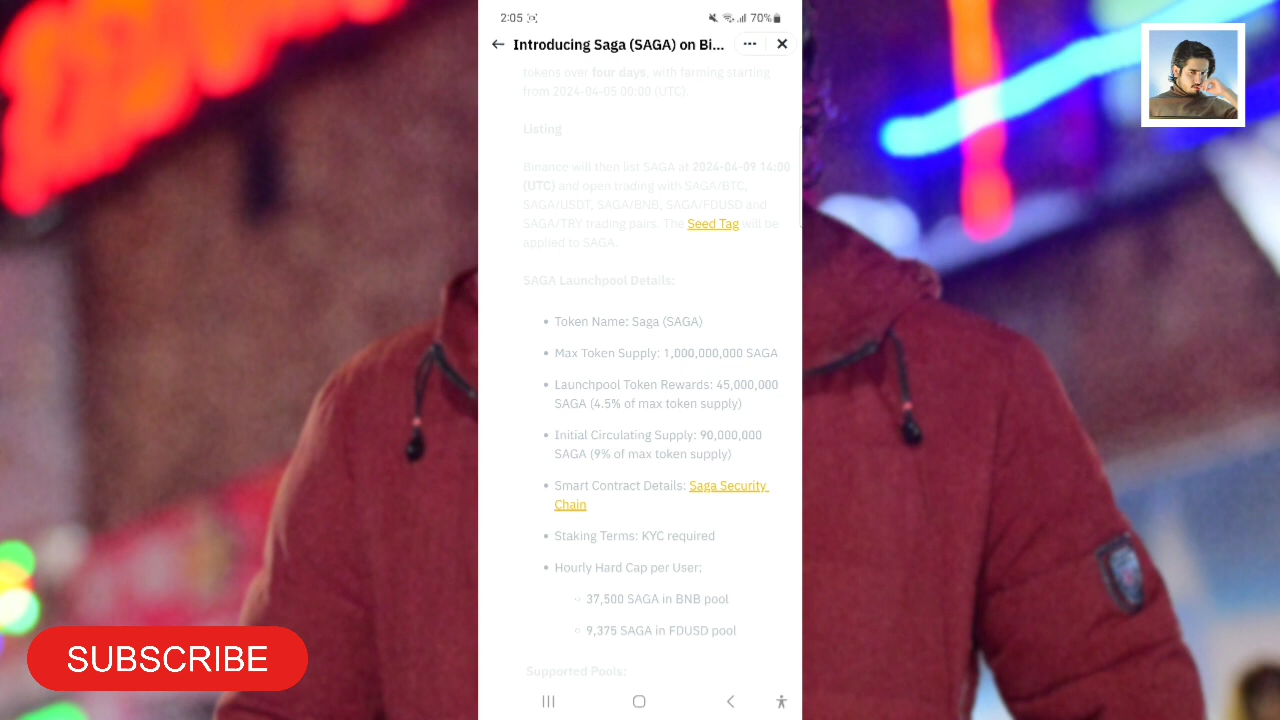 2:05
70%
Introducing Saga (SAGA) on Bi...
tokens over four days, with farming starting
from 2024-04-05 00:00 (UTC).
Listing
Binance will then list SAGA at 2024-04-09 14:00
(UTC) and open trading with SAGA/BTC,
SAGA/USDT, SAGA/BNB, SAGA/FDUSD and
SAGA/TRY trading pairs. The Seed Tag will be
applied to SAGA.
SAGA Launchpool Details:
• Token Name: Saga (SAGA)
• Max Token Supply: 1,000,000,000 SAGA
• Launchpool Token Rewards: 45,000,000
SAGA (4.5% of max token supply)
• Initial Circulating Supply: 90,000,000
SAGA (9% of max token supply)
• Smart Contract Details: Saga Security
Chain
• Staking Terms: KYC required
• Hourly Hard Cap per User:
◦ 37,500 SAGA in BNB pool
◦ 9,375 SAGA in FDUSD pool
Supported Pools:
SUBSCRIBE